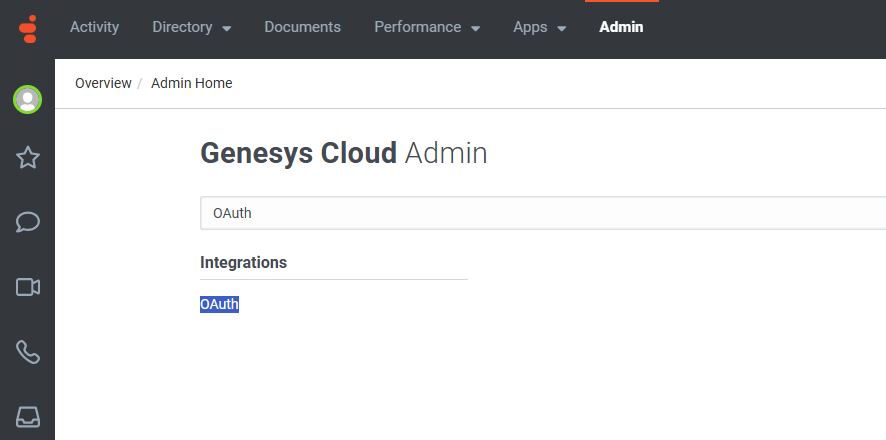 Activity Directory Documents Performance Apps Admin
Overview / Admin Home
Genesys Cloud Admin
OAuth
Integrations
OAuth